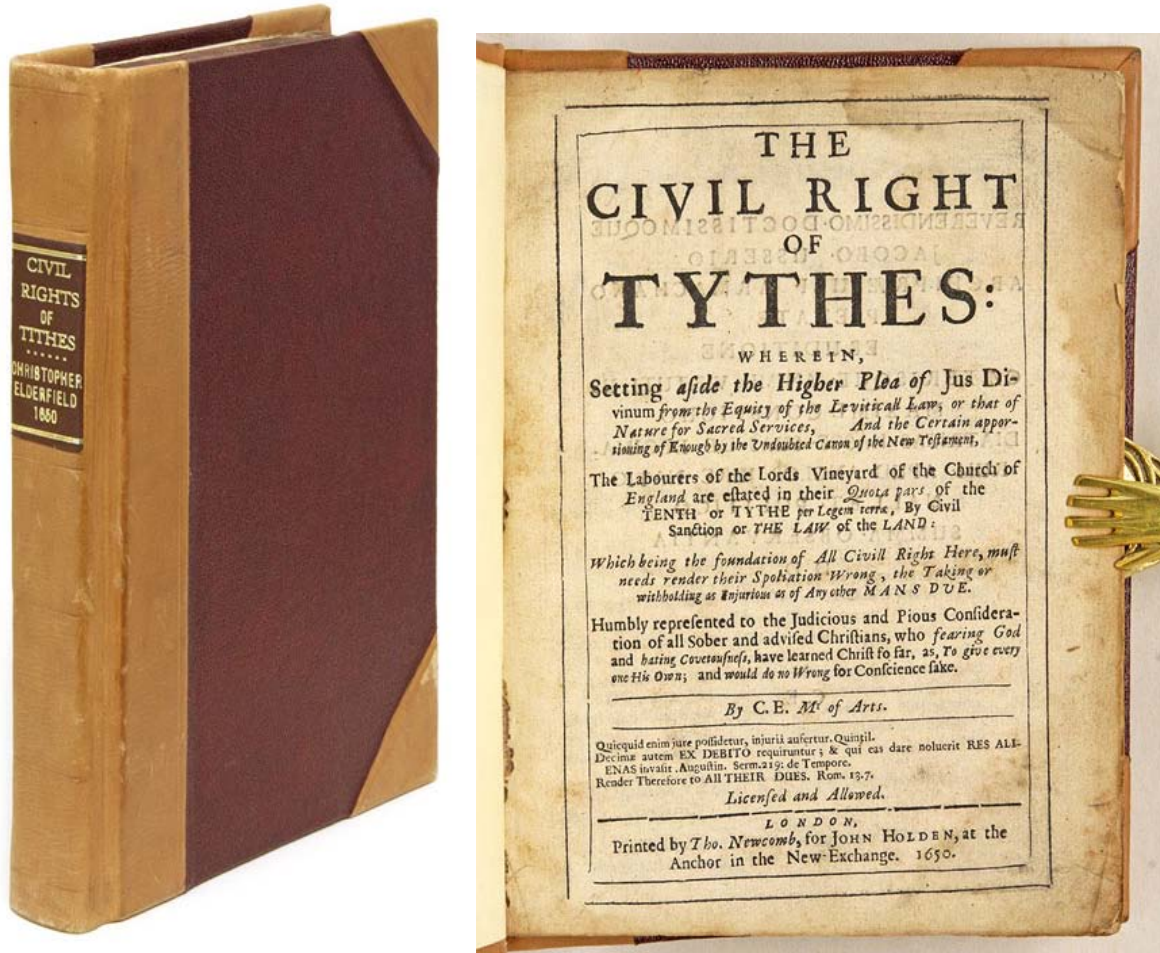 CIVIL
RIGHTS
OF
TITHES
CHRISTOPHER
ELDERFIELD
1650
THE
CIVIL RIGHT
OF
TYTHES:
WHEREIN,
Setting aſide the Higher Plea of Jus Di-
vinum from the Equity of the Leviticall Law, or that of
Nature for Sacred Services, And the Certain appor-
tioning of Enough by the Undoubted Canon of the New Teſtament,
The Labourers of the Lords Vineyard of the Church of
England are eſtated in their Quota pars of the
TENTH or TYTHE per Legem terræ, By Civil
Sanction or THE LAW of the LAND:
Which being the foundation of All Civill Right Here, muſt
needs render their Spoliation Wrong, the Taking or
withholding as Injurious as of Any other MANS DUE.
Humbly repreſented to the Judicious and Pious Conſidera-
tion of all Sober and adviſed Chriſtians, who fearing God
and hating Covetouſneſs, have learned Chriſt ſo far, as, To give every
one His Own; and would do no Wrong for Conſcience ſake.
By C. E. Mr of Arts.
Quicquid enim jure poſſidetur, injuriâ aufertur. Quintil.
Decimæ autem EX DEBITO requiruntur; & qui eas dare noluerit RES ALI-
ENAS invaſit. Auguſtin. Serm. 219: de Tempore.
Render Therefore to All THEIR DUES. Rom. 13.7.
Licenſed and Allowed.
LONDON,
Printed by Tho. Newcomb, for JOHN HOLDEN, at the
Anchor in the New-Exchange. 1650.